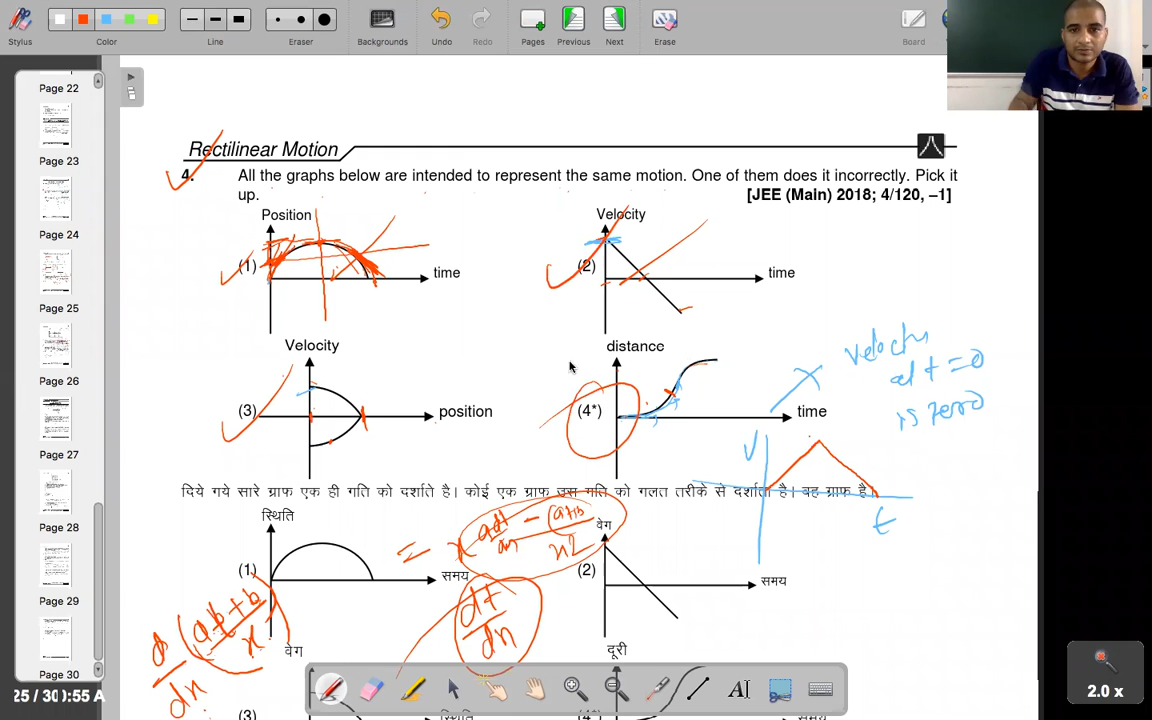 Stylus
Color
Line
Eraser
Backgrounds
Undo
Redo
Pages
Previous
Next
Erase
Board
Page 22
Page 23
Page 24
Page 25
Page 26
Page 27
Page 28
Page 29
Page 30
Rectilinear Motion
4. All the graphs below are intended to represent the same motion. One of them does it incorrectly. Pick it
up. [JEE (Main) 2018; 4/120, –1]
Position
(1)
time
Velocity
(2)
time
Velocity
(3)
position
distance
(4*)
time
velocity
at t = 0
is zero
V
t
दिये गये सारे ग्राफ एक ही गति को दर्शाते है। कोई एक ग्राफ उस गति को गलत तरीके से दर्शाता है। वह ग्राफ है।
स्थिति
(1)
समय
वेग
(2)
समय
वेग
(3)
स्थिति
दूरी
(4*)
समय
25 / 30
2.0 x